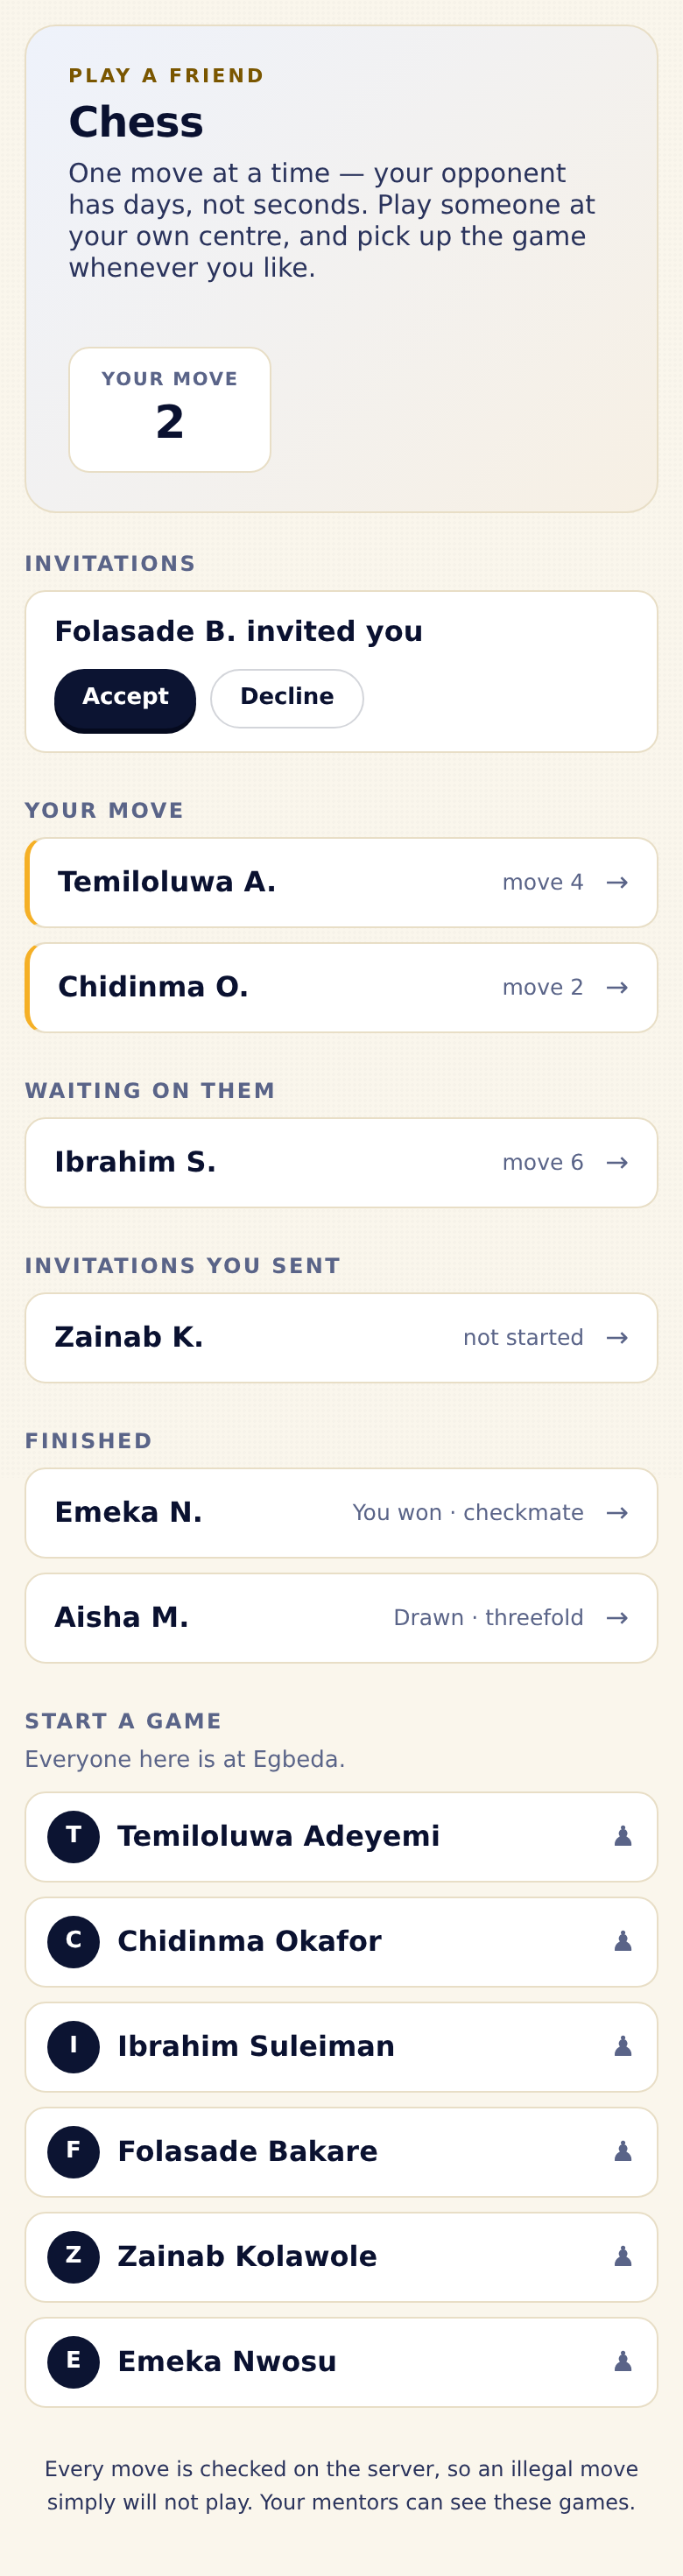 PLAY A FRIEND
Chess
One move at a time — your opponent
has days, not seconds. Play someone at
your own centre, and pick up the game
whenever you like.
YOUR MOVE
2
INVITATIONS
Folasade B. invited you
Accept Decline
YOUR MOVE
Temiloluwa A. move 4 →
Chidinma O. move 2 →
WAITING ON THEM
Ibrahim S. move 6 →
INVITATIONS YOU SENT
Zainab K. not started →
FINISHED
Emeka N. You won · checkmate →
Aisha M. Drawn · threefold →
START A GAME
Everyone here is at Egbeda.
T Temiloluwa Adeyemi ♟
C Chidinma Okafor ♟
I Ibrahim Suleiman ♟
F Folasade Bakare ♟
Z Zainab Kolawole ♟
E Emeka Nwosu ♟
Every move is checked on the server, so an illegal move
simply will not play. Your mentors can see these games.